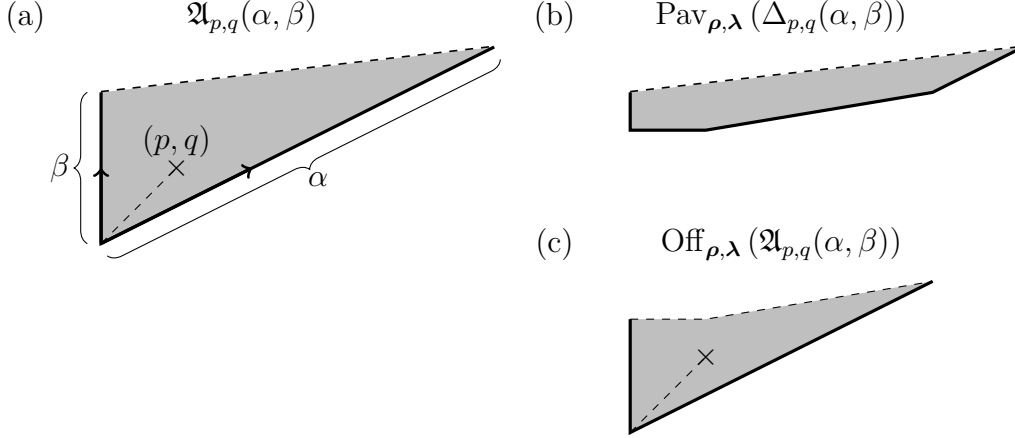 (a) 𝔄_{p,q}(α, β)
(p, q)
β
α
(b) Pav_{𝝆,𝝀} (Δ_{p,q}(α, β))
(c) Off_{𝝆,𝝀} (𝔄_{p,q}(α, β))